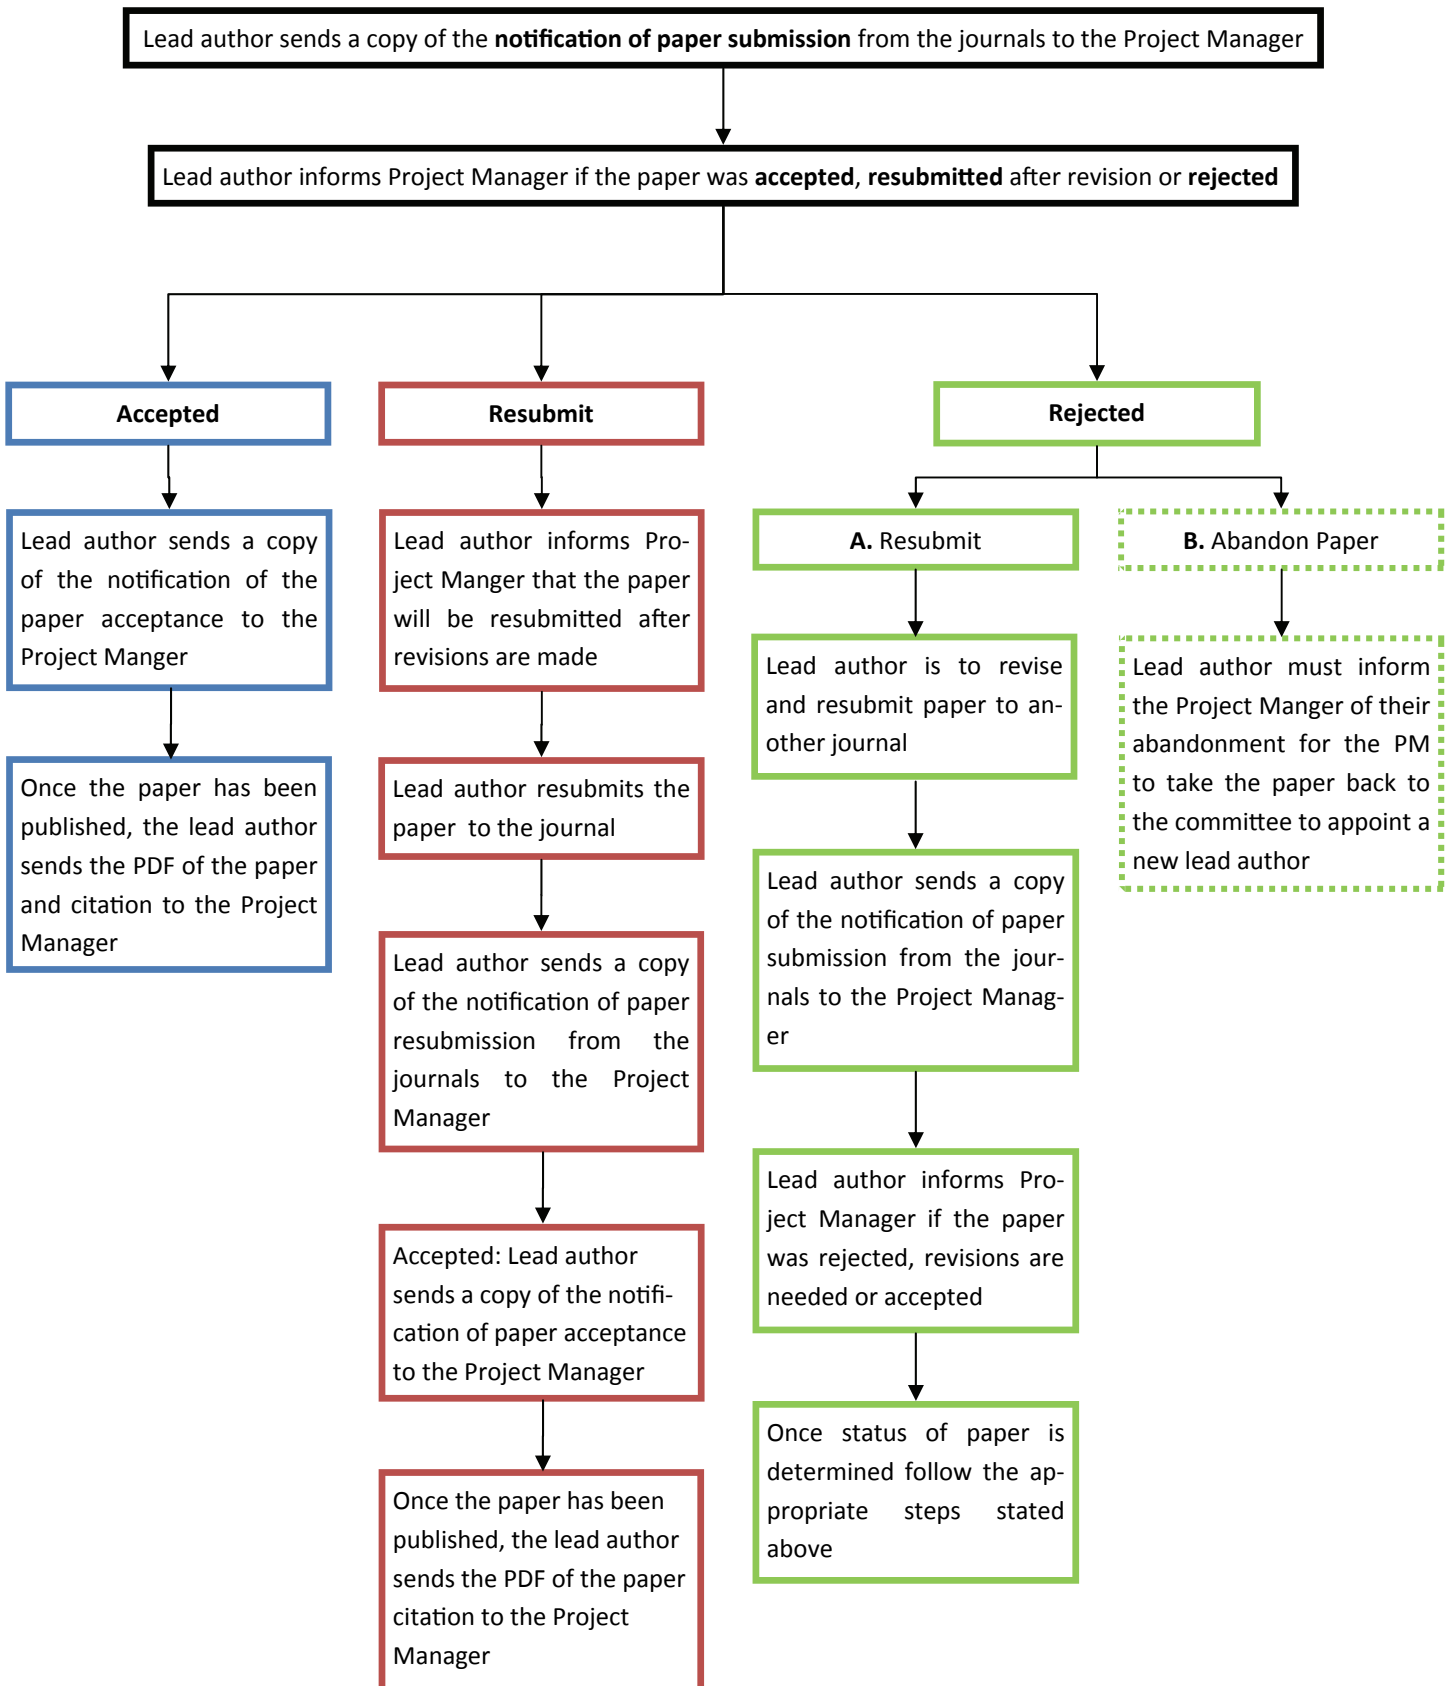 Lead author sends a copy of the notification of paper submission from the journals to the Project Manager
Lead author informs Project Manager if the paper was accepted, resubmitted after revision or rejected
Accepted
Lead author sends a copy
of the notification of the
paper acceptance to the
Project Manger
Once the paper has been
published, the lead author
sends the PDF of the paper
and citation to the Project
Manager
Resubmit
Lead author informs Pro-
ject Manger that the paper
will be resubmitted after
revisions are made
Lead author resubmits the
paper to the journal
Lead author sends a copy
of the notification of paper
resubmission from the
journals to the Project
Manager
Accepted: Lead author
sends a copy of the notifi-
cation of paper acceptance
to the Project Manager
Once the paper has been
published, the lead author
sends the PDF of the paper
citation to the Project
Manager
Rejected
A. Resubmit
Lead author is to revise
and resubmit paper to an-
other journal
Lead author sends a copy
of the notification of paper
submission from the jour-
nals to the Project Manag-
er
Lead author informs Pro-
ject Manager if the paper
was rejected, revisions are
needed or accepted
Once status of paper is
determined follow the ap-
propriate steps stated
above
B. Abandon Paper
Lead author must inform
the Project Manger of their
abandonment for the PM
to take the paper back to
the committee to appoint a
new lead author